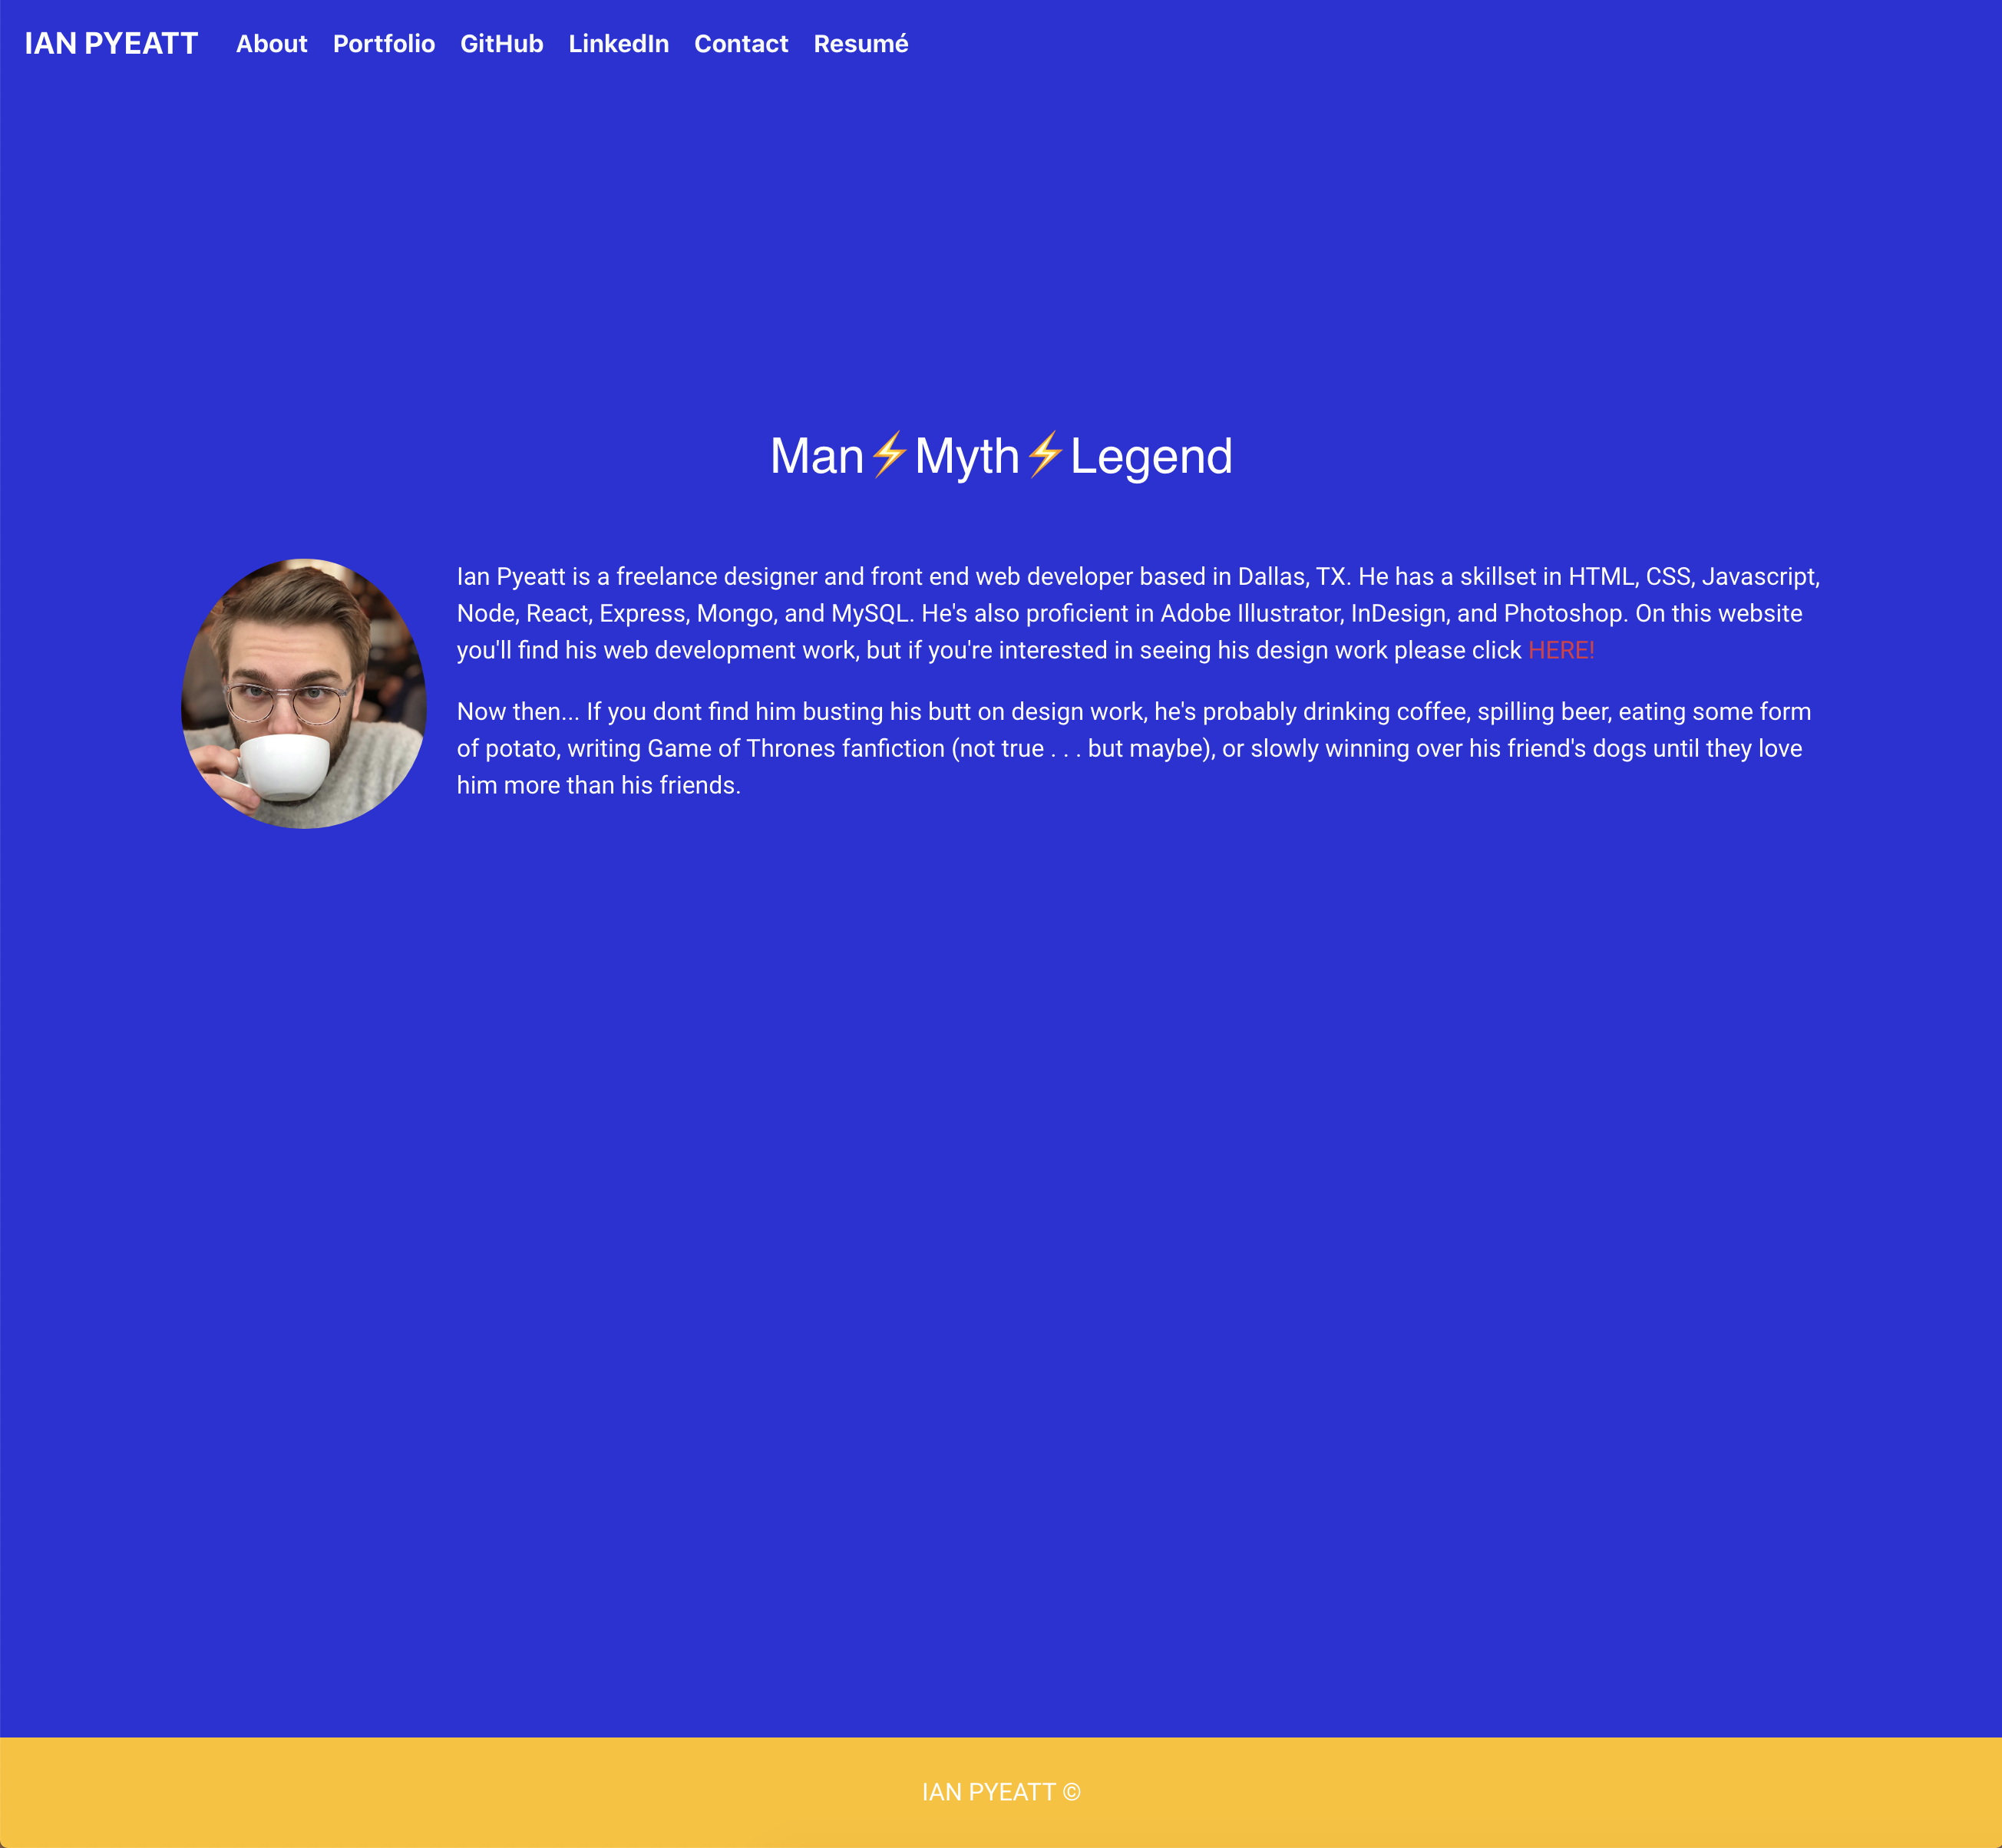 IAN PYEATT About Portfolio GitHub LinkedIn Contact Resumé
Man⚡Myth⚡Legend
Ian Pyeatt is a freelance designer and front end web developer based in Dallas, TX. He has a skillset in HTML, CSS, Javascript,
Node, React, Express, Mongo, and MySQL. He's also proficient in Adobe Illustrator, InDesign, and Photoshop. On this website
you'll find his web development work, but if you're interested in seeing his design work please click HERE!
Now then... If you dont find him busting his butt on design work, he's probably drinking coffee, spilling beer, eating some form
of potato, writing Game of Thrones fanfiction (not true . . . but maybe), or slowly winning over his friend's dogs until they love
him more than his friends.
IAN PYEATT ©